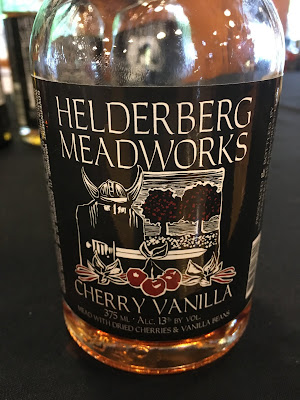 HELDERBERG
MEADWORKS
CHERRY VANILLA
375 ML · ALC. 13% BY VOL.
MEAD WITH DRIED CHERRIES & VANILLA BEANS